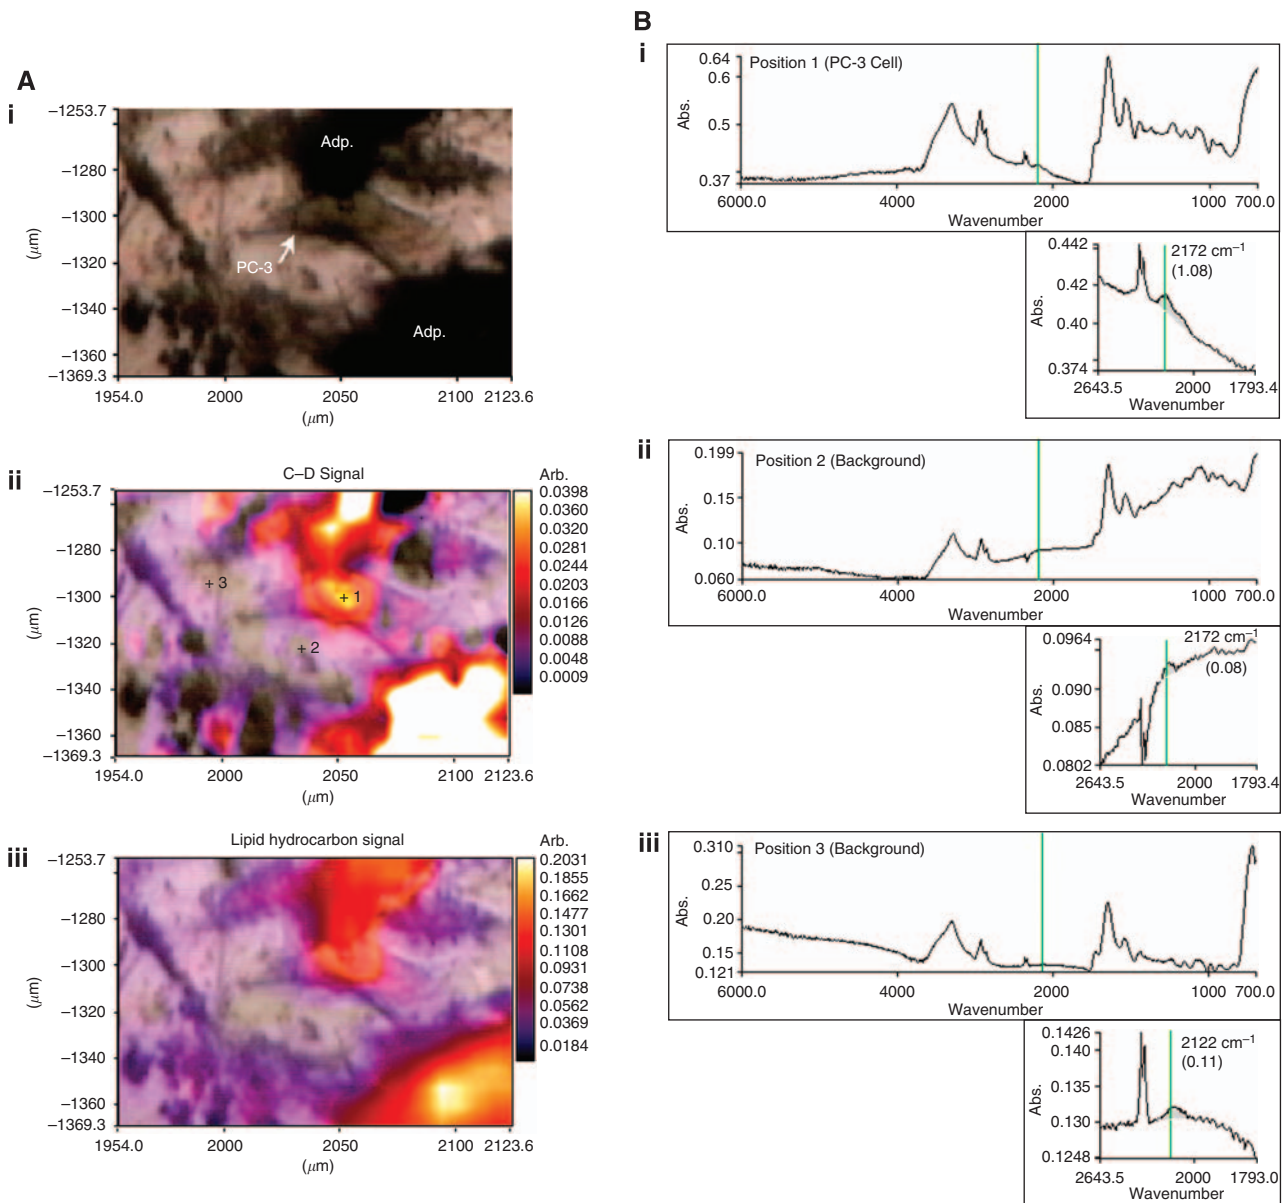 A
i
−1253.7
−1280
−1300
−1320
−1340
−1360
−1369.3
(μm)
Adp.
PC-3
Adp.
1954.0 2000 2050 2100 2123.6
(μm)
ii
C–D Signal
−1253.7
−1280
−1300
−1320
−1340
−1360
−1369.3
(μm)
+ 3
+ 1
+ 2
1954.0 2000 2050 2100 2123.6
(μm)
Arb.
0.0398
0.0360
0.0320
0.0281
0.0244
0.0203
0.0166
0.0126
0.0088
0.0048
0.0009
iii
Lipid hydrocarbon signal
−1253.7
−1280
−1300
−1320
−1340
−1360
−1369.3
(μm)
1954.0 2000 2050 2100 2123.6
(μm)
Arb.
0.2031
0.1855
0.1662
0.1477
0.1301
0.1108
0.0931
0.0738
0.0562
0.0369
0.0184
B
i
Position 1 (PC-3 Cell)
Abs.
0.64
0.6
0.5
0.37
6000.0 4000 2000 1000 700.0
Wavenumber
2172 cm−1
(1.08)
Abs.
0.442
0.42
0.40
0.374
2643.5 2000 1793.4
Wavenumber
ii
Position 2 (Background)
Abs.
0.199
0.15
0.10
0.060
6000.0 4000 2000 1000 700.0
Wavenumber
2172 cm−1
(0.08)
Abs.
0.0964
0.090
0.085
0.0802
2643.5 2000 1793.4
Wavenumber
iii
Position 3 (Background)
Abs.
0.310
0.25
0.20
0.15
0.121
6000.0 4000 2000 1000 700.0
Wavenumber
2122 cm−1
(0.11)
Abs.
0.1426
0.140
0.135
0.130
0.1248
2643.5 2000 1793.0
Wavenumber